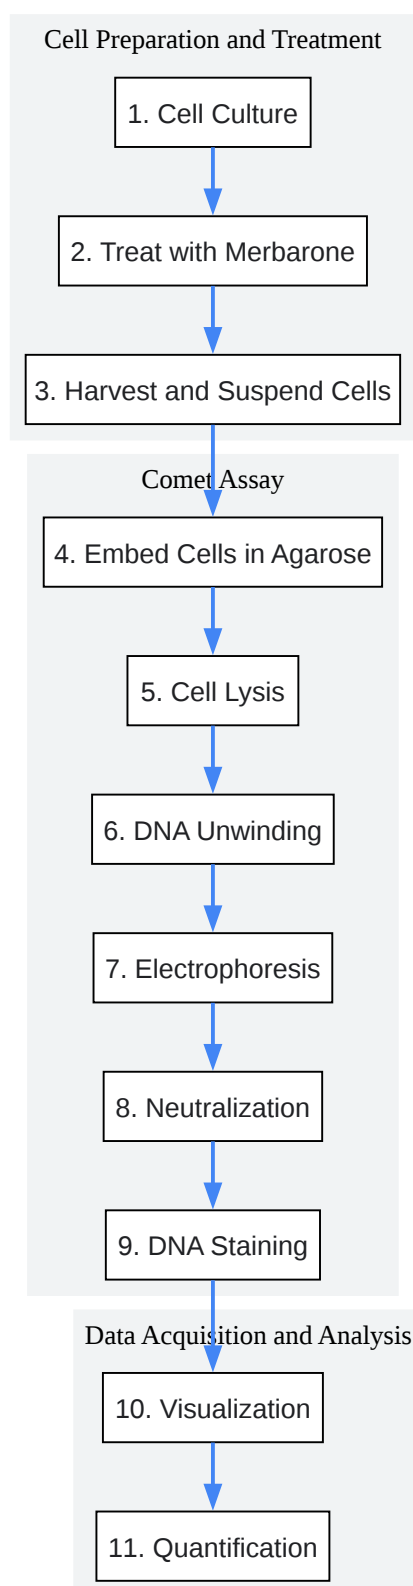 Cell Preparation and Treatment
1. Cell Culture
2. Treat with Merbarone
3. Harvest and Suspend Cells
Comet Assay
4. Embed Cells in Agarose
5. Cell Lysis
6. DNA Unwinding
7. Electrophoresis
8. Neutralization
9. DNA Staining
Data Acquisition and Analysis
10. Visualization
11. Quantification